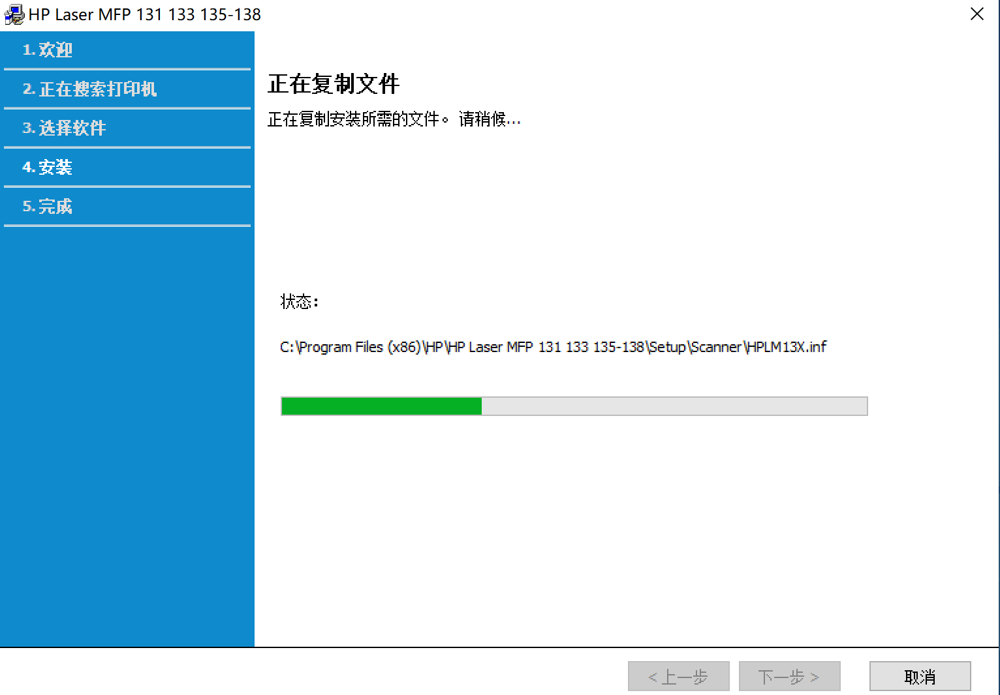 HP Laser MFP 131 133 135-138
1. 欢迎
2. 正在搜索打印机
3. 选择软件
4. 安装
5. 完成
正在复制文件
正在复制安装所需的文件。 请稍候...
状态：
C:\Program Files (x86)\HP\HP Laser MFP 131 133 135-138\Setup\Scanner\HPLM13X.inf
< 上一步
下一步 >
取消